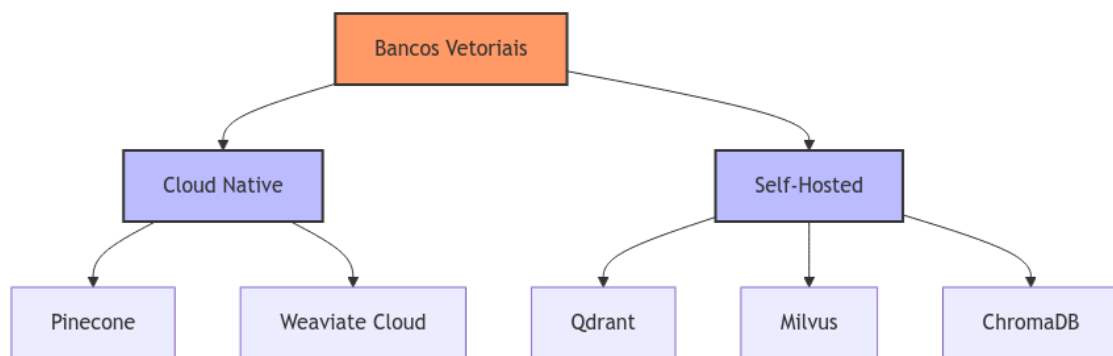 Bancos Vetoriais
Cloud Native
Self-Hosted
Pinecone
Weaviate Cloud
Qdrant
Milvus
ChromaDB